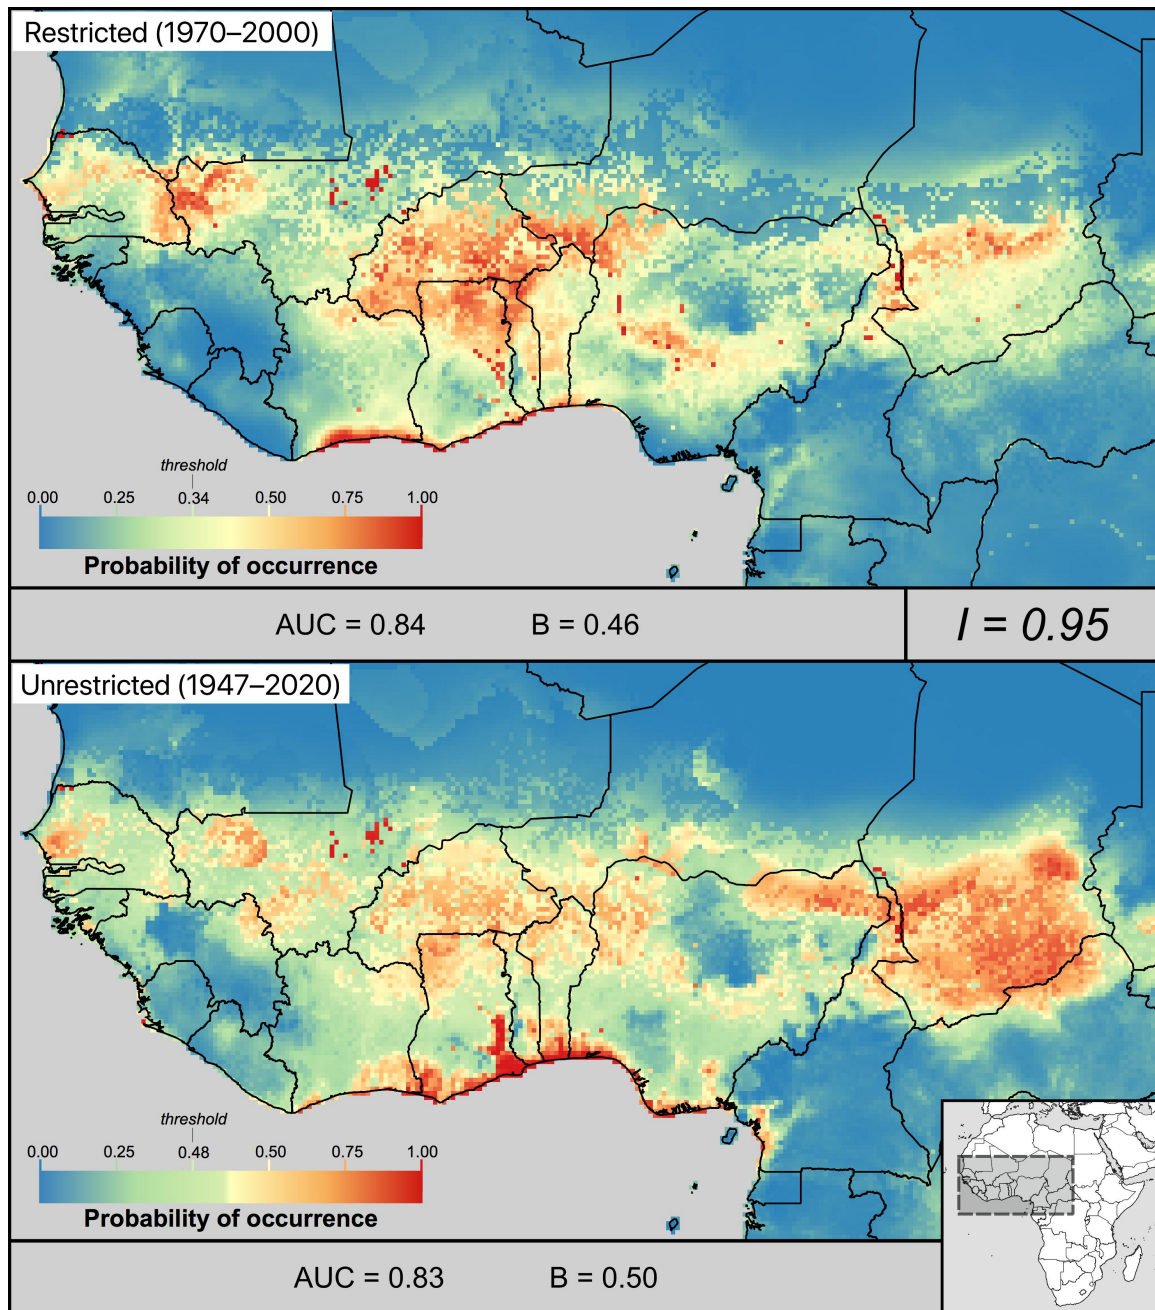 Restricted (1970–2000)
threshold
0.00 0.25 0.34 0.50 0.75 1.00
Probability of occurrence
AUC = 0.84 B = 0.46
I = 0.95
Unrestricted (1947–2020)
threshold
0.00 0.25 0.48 0.50 0.75 1.00
Probability of occurrence
AUC = 0.83 B = 0.50